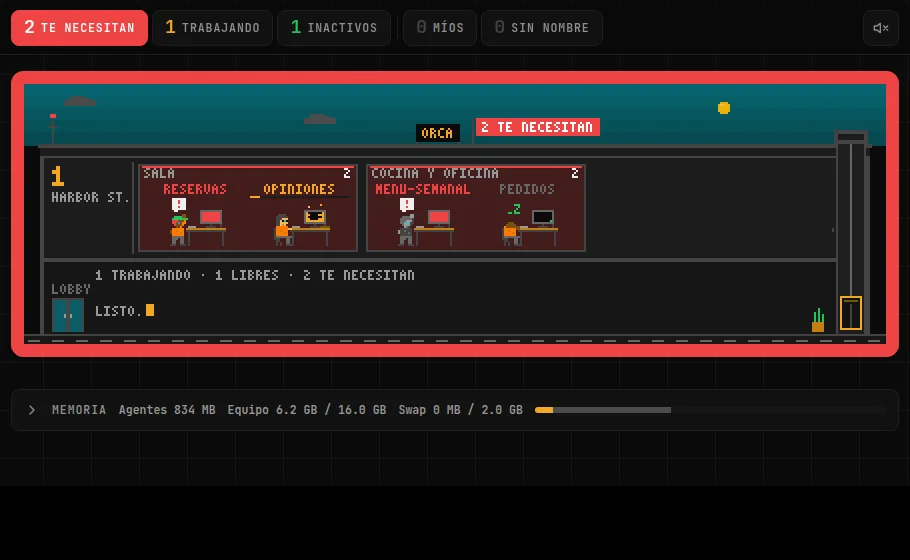 2 TE NECESITAN 1 TRABAJANDO 1 INACTIVOS 0 MÍOS 0 SIN NOMBRE
ORCA 2 TE NECESITAN
1
HARBOR ST.
SALA 2
RESERVAS OPINIONES
COCINA Y OFICINA 2
MENU-SEMANAL PEDIDOS
! !
Z
1 TRABAJANDO · 1 LIBRES · 2 TE NECESITAN
LOBBY
LISTO.
MEMORIA Agentes 834 MB Equipo 6.2 GB / 16.0 GB Swap 0 MB / 2.0 GB